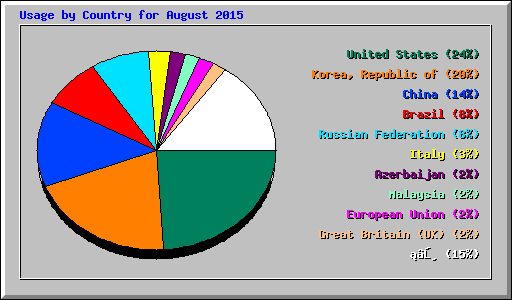 Usage by Country for August 2015
United States (24%)
Korea, Republic of (20%)
China (14%)
Brazil (8%)
Russian Federation (8%)
Italy (3%)
Azerbaijan (2%)
Malaysia (2%)
European Union (2%)
Great Britain (UK) (2%)
(15%)